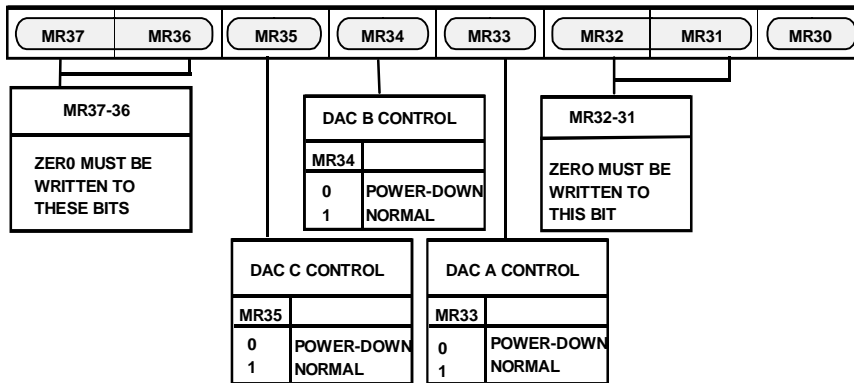 MR37 MR36 MR35 MR34 MR33 MR32 MR31 MR30
MR37-36
ZER0 MUST BE
WRITTEN TO
THESE BITS
DAC B CONTROL
MR34
0 POWER-DOWN
1 NORMAL
MR32-31
ZERO MUST BE
WRITTEN TO
THIS BIT
DAC C CONTROL
MR35
0 POWER-DOWN
1 NORMAL
DAC A CONTROL
MR33
0 POWER-DOWN
1 NORMAL